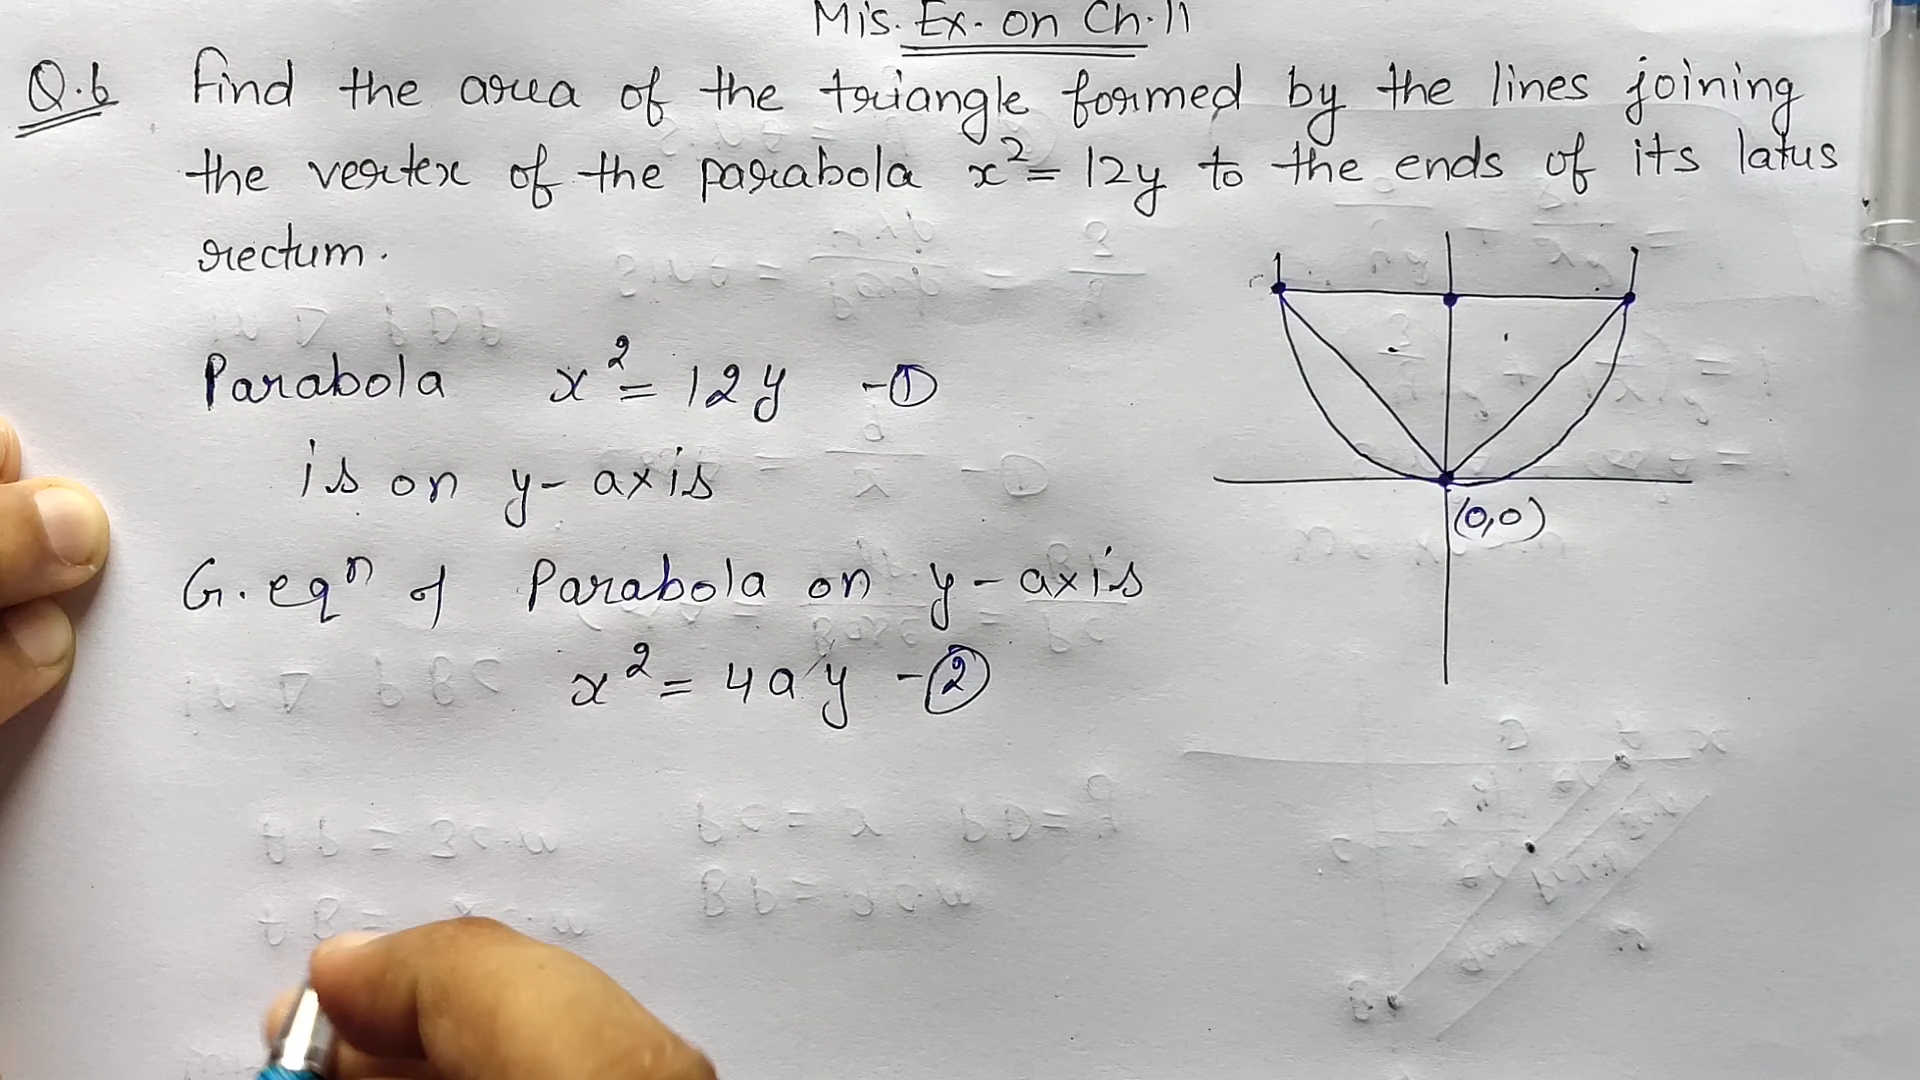 Mis. Ex. on Ch. 11
Q.6 Find the area of the triangle formed by the lines joining
the vertex of the parabola x² = 12y to the ends of its latus
rectum.
Parabola x² = 12y -①
is on y-axis
G. eqⁿ of Parabola on y-axis
x² = 4ay -②
(0,0)